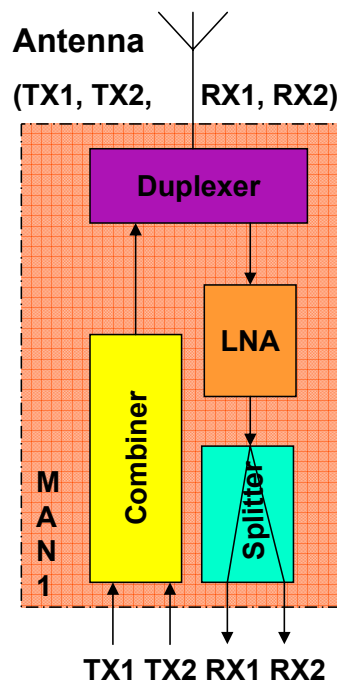 Antenna
(TX1, TX2, RX1, RX2)
Duplexer
LNA
Combiner
Splitter
M
A
N
1
TX1 TX2 RX1 RX2